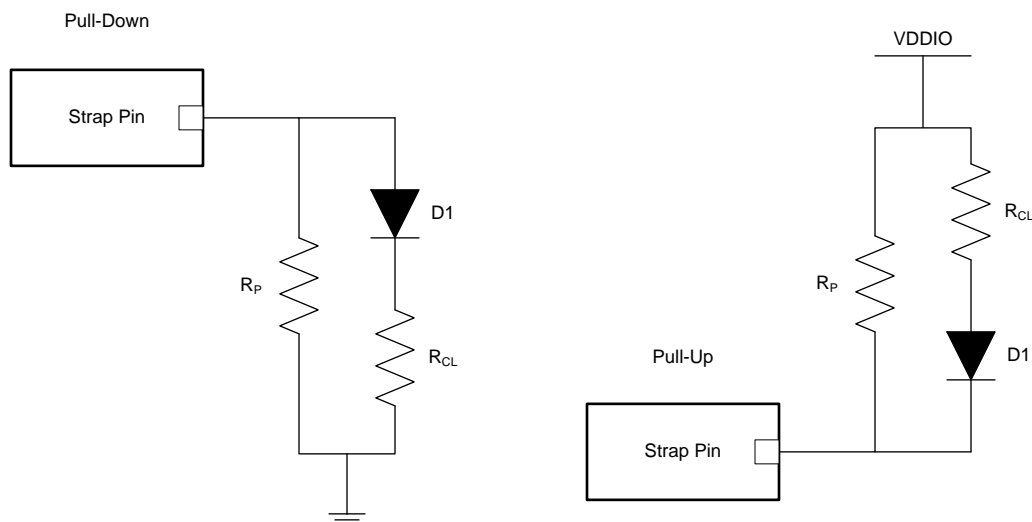 Pull-Down
Strap Pin
D1
RP
RCL
VDDIO
RCL
RP
D1
Pull-Up
Strap Pin